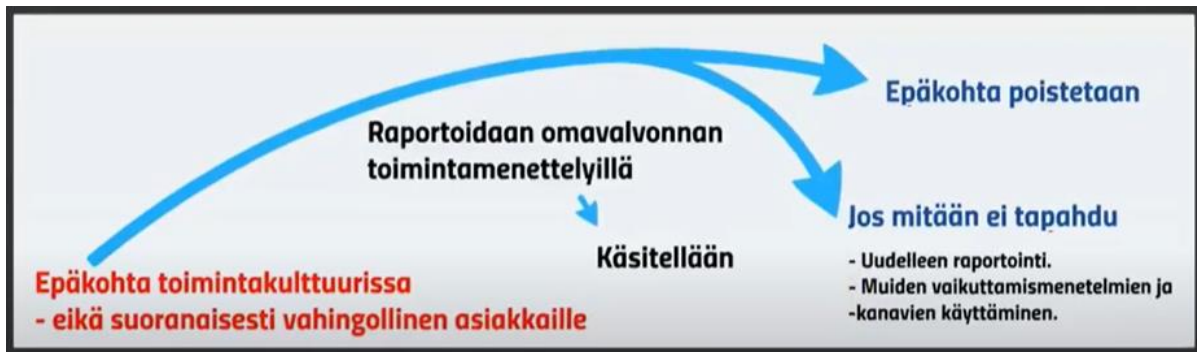 Epäkohta poistetaan
Raportoidaan omavalvonnan
toimintamenettelyillä
Käsitellään
Jos mitään ei tapahdu
- Uudelleen raportointi.
- Muiden vaikuttamismenetelmien ja
-kanavien käyttäminen.
Epäkohta toimintakulttuurissa
- eikä suoranaisesti vahingollinen asiakkaille